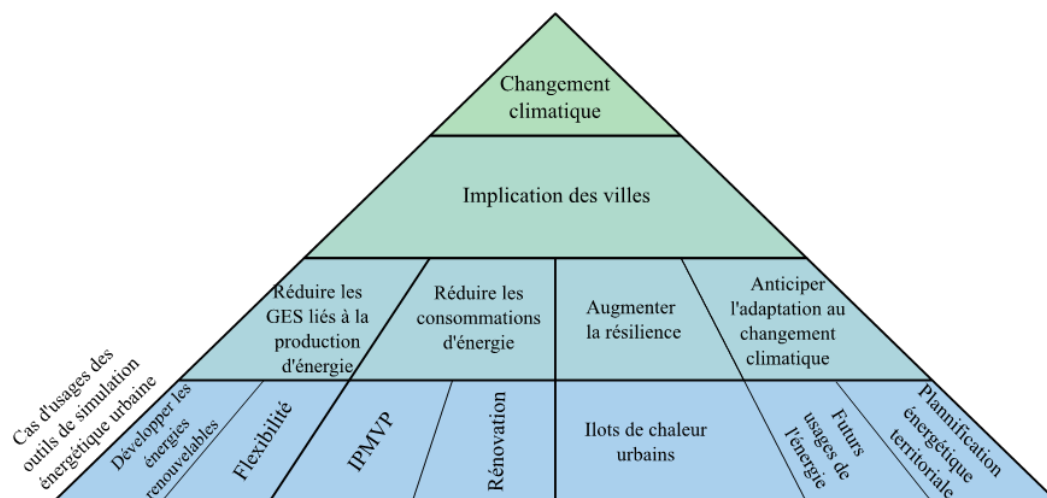 Changement
climatique
Implication des villes
Réduire les
GES liés à la
production
d'énergie
Réduire les
consommations
d'énergie
Augmenter
la résilience
Anticiper
l'adaptation au
changement
climatique
Cas d'usages des
outils de simulation
énergétique urbaine
Développer les
énergies
renouvelables
Flexibilité
IPMVP
Rénovation
Ilots de chaleur
urbains
Futurs
usages de
l'énergie
Plannification
énergétique
territoriale